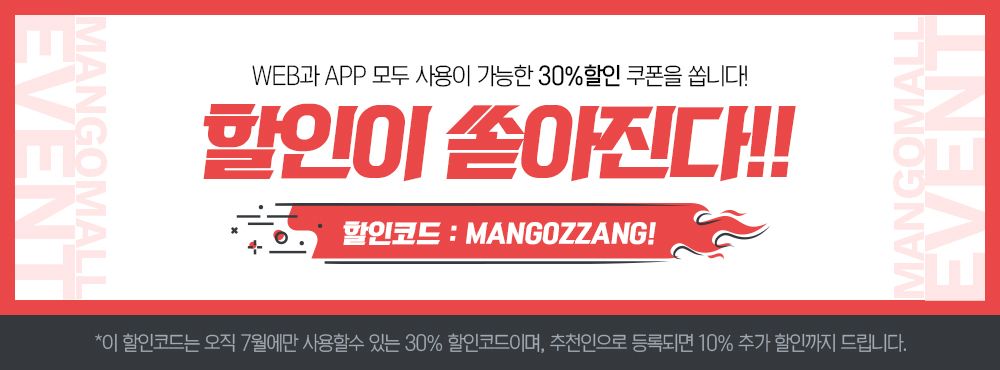 EVENT
MANGOMALL
WEB과 APP 모두 사용이 가능한 30%할인 쿠폰을 쏩니다!
할인이 쏟아진다!!
할인코드 : MANGOZZANG!
MANGOMALL
EVENT
*이 할인코드는 오직 7월에만 사용할수 있는 30% 할인코드이며, 추천인으로 등록되면 10% 추가 할인까지 드립니다.